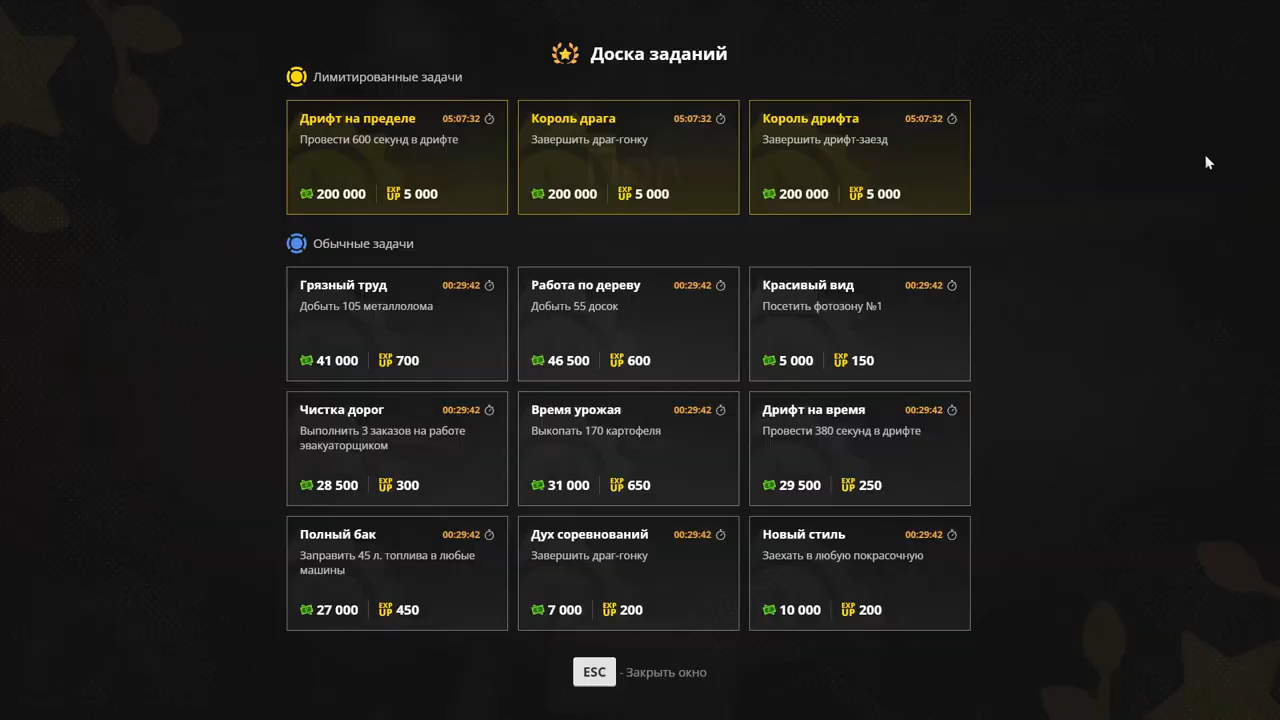 Доска заданий
Лимитированные задачи
Дрифт на пределе 05:07:32
Провести 600 секунд в дрифте
200 000 EXP UP 5 000
Король драга 05:07:32
Завершить драг-гонку
200 000 EXP UP 5 000
Король дрифта 05:07:32
Завершить дрифт-заезд
200 000 EXP UP 5 000
Обычные задачи
Грязный труд 00:29:42
Добыть 105 металлолома
41 000 EXP UP 700
Работа по дереву 00:29:42
Добыть 55 досок
46 500 EXP UP 600
Красивый вид 00:29:42
Посетить фотозону №1
5 000 EXP UP 150
Чистка дорог 00:29:42
Выполнить 3 заказов на работе
эвакуаторщиком
28 500 EXP UP 300
Время урожая 00:29:42
Выкопать 170 картофеля
31 000 EXP UP 650
Дрифт на время 00:29:42
Провести 380 секунд в дрифте
29 500 EXP UP 250
Полный бак 00:29:42
Заправить 45 л. топлива в любые
машины
27 000 EXP UP 450
Дух соревнований 00:29:42
Завершить драг-гонку
7 000 EXP UP 200
Новый стиль 00:29:42
Заехать в любую покрасочную
10 000 EXP UP 200
ESC - Закрыть окно